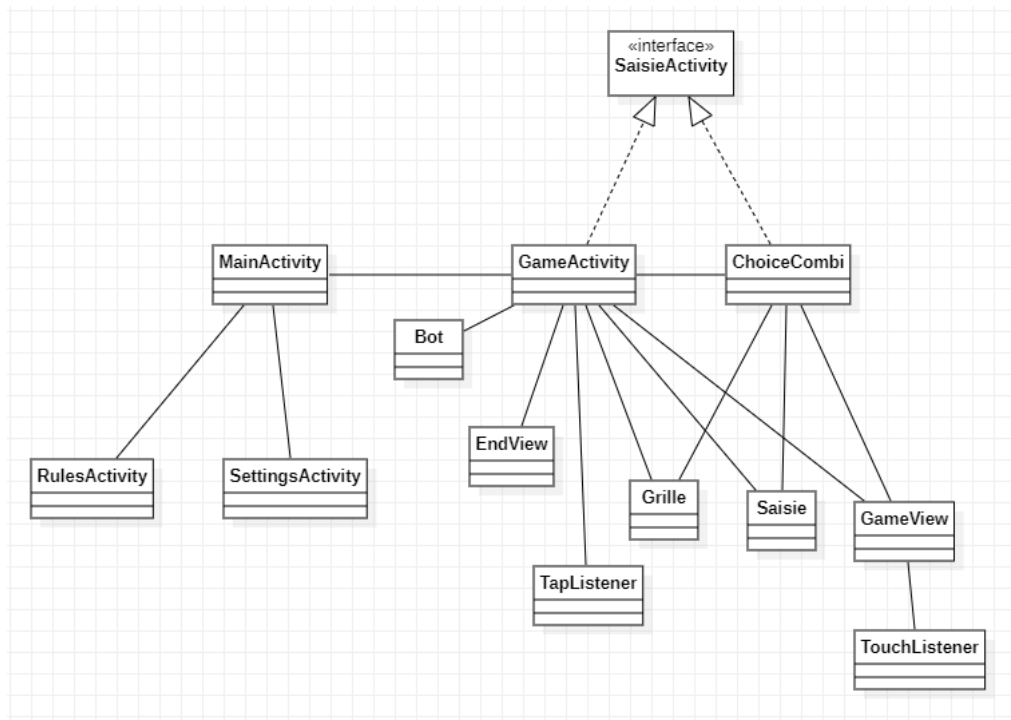 «interface»
SaisieActivity
MainActivity
GameActivity
ChoiceCombi
Bot
EndView
RulesActivity
SettingsActivity
Grille
Saisie
GameView
TapListener
TouchListener